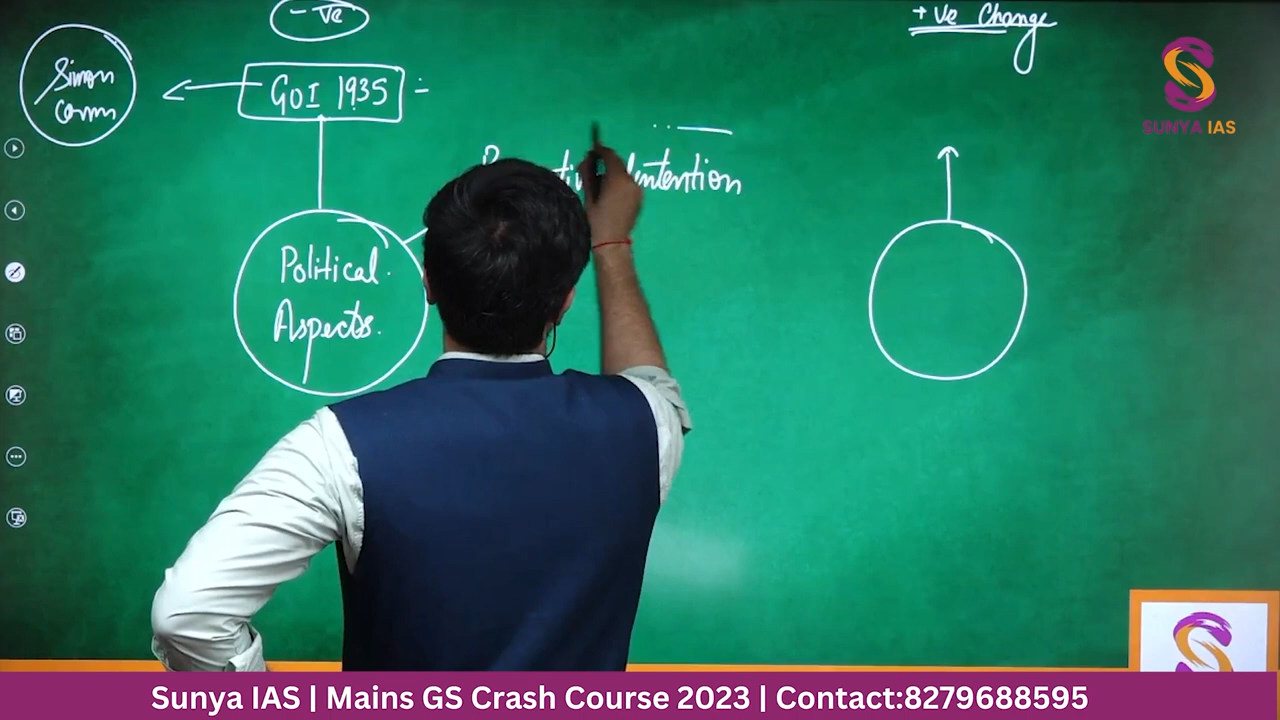 -ve
+ve Change
Simon
Comm
GOI 1935 =
SUNYA IAS
dentention
Political
Aspects.
Sunya IAS | Mains GS Crash Course 2023 | Contact:8279688595